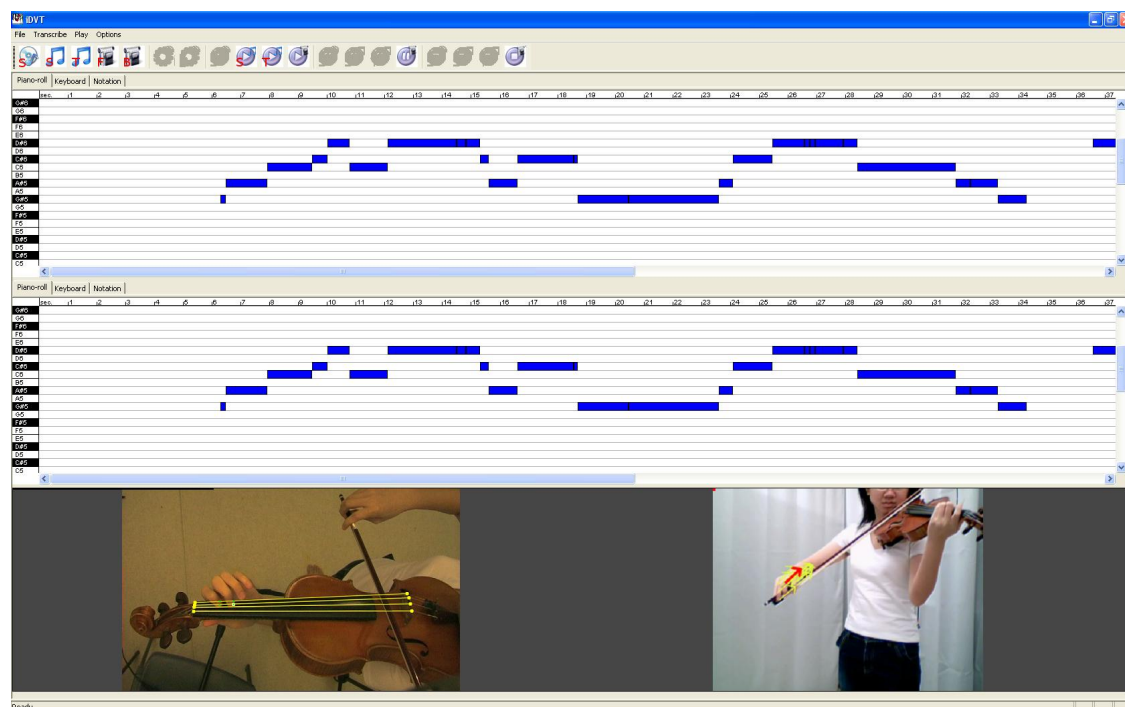 iDVT
File Transcribe Play Options
S S T F B S T
Piano-roll Keyboard Notation
sec. 1 2 3 4 5 6 7 8 9 10 11 12 13 14 15 16 17 18 19 20 21 22 23 24 25 26 27 28 29 30 31 32 33 34 35 36 37
G#6
G6
F#6
F6
E6
D#6
D6
C#6
C6
B5
A#5
A5
G#5
G5
F#5
F5
E5
D#5
D5
C#5
C5
Piano-roll Keyboard Notation
sec. 1 2 3 4 5 6 7 8 9 10 11 12 13 14 15 16 17 18 19 20 21 22 23 24 25 26 27 28 29 30 31 32 33 34 35 36 37
G#6
G6
F#6
F6
E6
D#6
D6
C#6
C6
B5
A#5
A5
G#5
G5
F#5
F5
E5
D#5
D5
C#5
C5
Ready